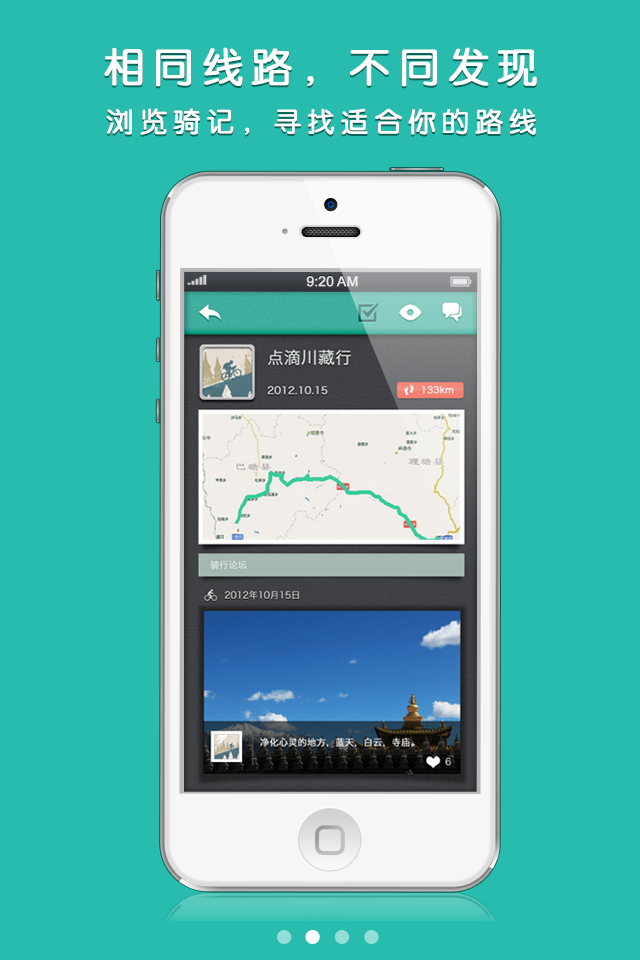 相同线路，不同发现
浏览骑记，寻找适合你的路线
9:20 AM
点滴川藏行
2012.10.15
133km
巴塘县
理塘县
骑行论坛
2012年10月15日
净化心灵的地方，蓝天，白云，寺庙。
6